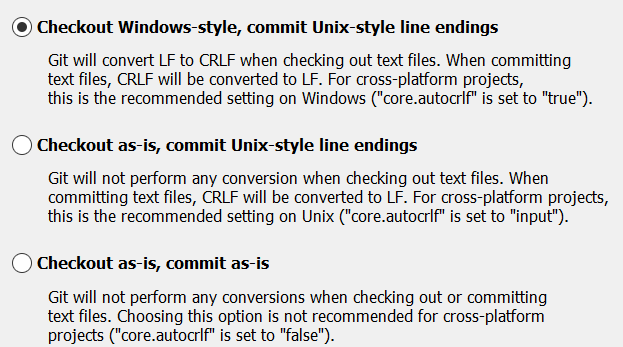 Checkout Windows-style, commit Unix-style line endings
Git will convert LF to CRLF when checking out text files. When committing
text files, CRLF will be converted to LF. For cross-platform projects,
this is the recommended setting on Windows ("core.autocrlf" is set to "true").
Checkout as-is, commit Unix-style line endings
Git will not perform any conversion when checking out text files. When
committing text files, CRLF will be converted to LF. For cross-platform projects,
this is the recommended setting on Unix ("core.autocrlf" is set to "input").
Checkout as-is, commit as-is
Git will not perform any conversions when checking out or committing
text files. Choosing this option is not recommended for cross-platform
projects ("core.autocrlf" is set to "false").